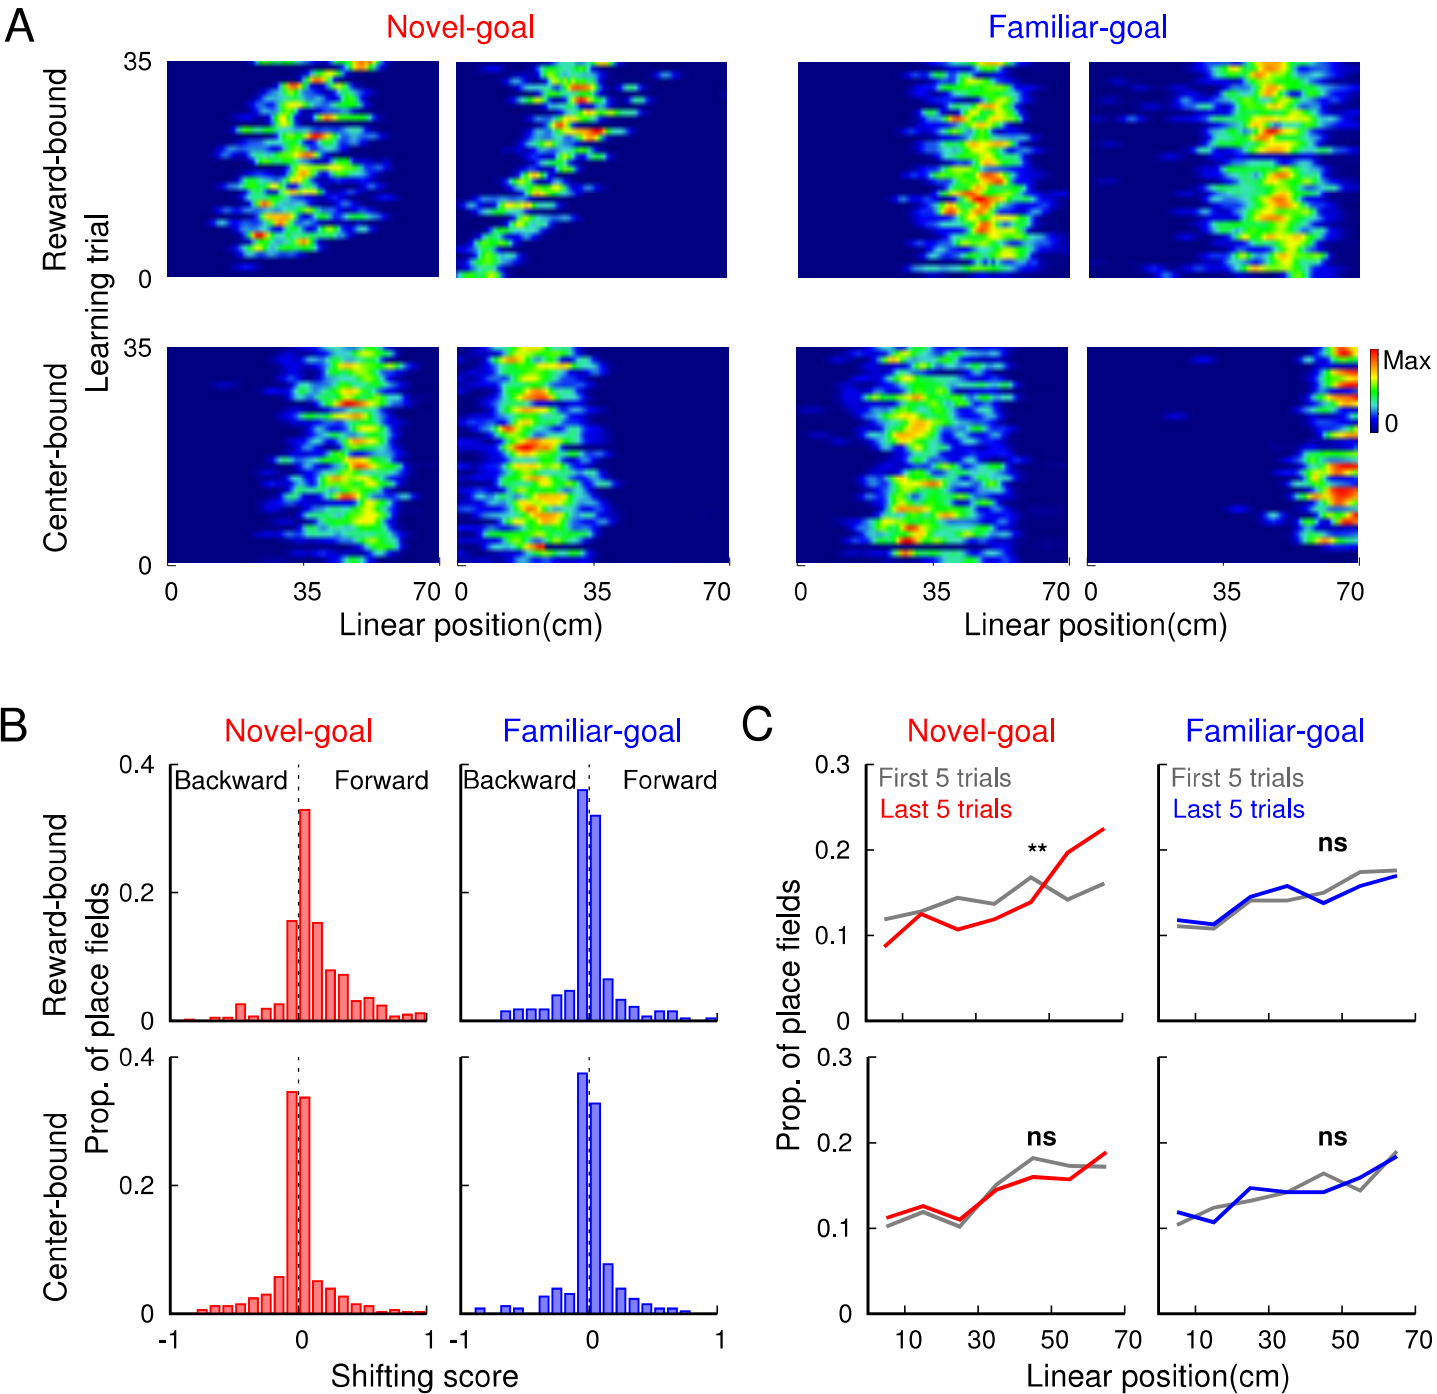 A
Novel-goal
Familiar-goal
Reward-bound
Center-bound
Learning trial
35
0
35
0
0
35
70
0
35
70
0
35
70
0
35
70
Linear position(cm)
Linear position(cm)
Max
0
B
Novel-goal
Familiar-goal
Reward-bound
Center-bound
Prop. of place fields
Backward
Forward
Backward
Forward
0.4
0.2
0
0.4
0.2
0
-1
0
1
-1
0
1
Shifting score
C
Novel-goal
Familiar-goal
Prop. of place fields
0.3
0.2
0.1
0
First 5 trials
Last 5 trials
**
First 5 trials
Last 5 trials
ns
0.3
0.2
0.1
0
ns
ns
10
30
50
70
10
30
50
70
Linear position(cm)